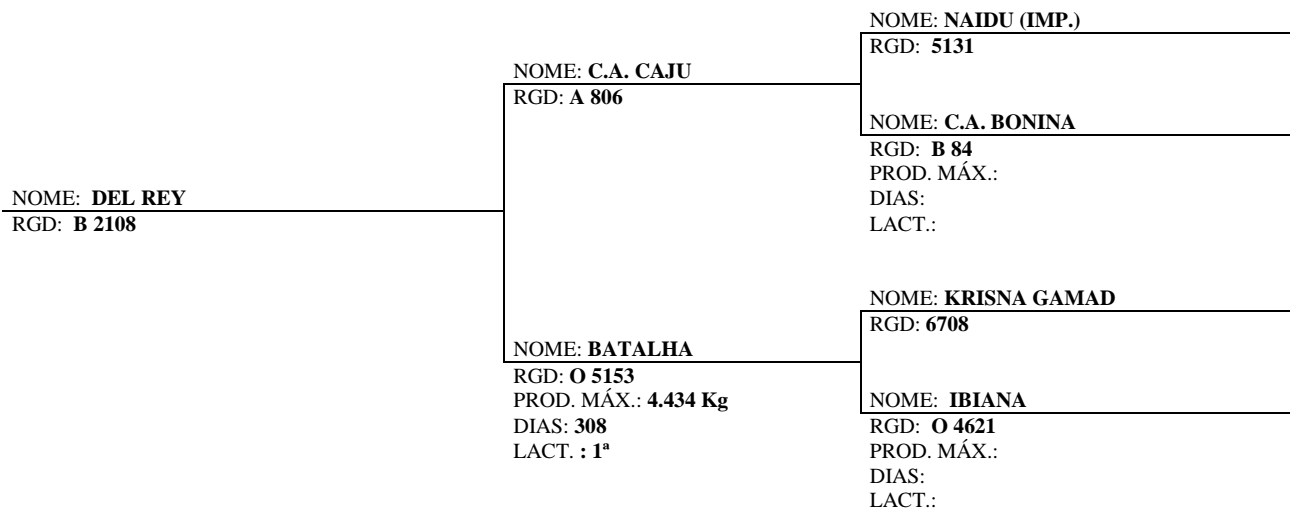 NOME: NAIDU (IMP.)
RGD: 5131
NOME: C.A. CAJU
RGD: A 806
NOME: C.A. BONINA
RGD: B 84
PROD. MÁX.:
DIAS:
LACT.:
NOME: DEL REY
RGD: B 2108
NOME: KRISNA GAMAD
RGD: 6708
NOME: BATALHA
RGD: O 5153
PROD. MÁX.: 4.434 Kg
DIAS: 308
LACT. : 1ª
NOME: IBIANA
RGD: O 4621
PROD. MÁX.:
DIAS:
LACT.: